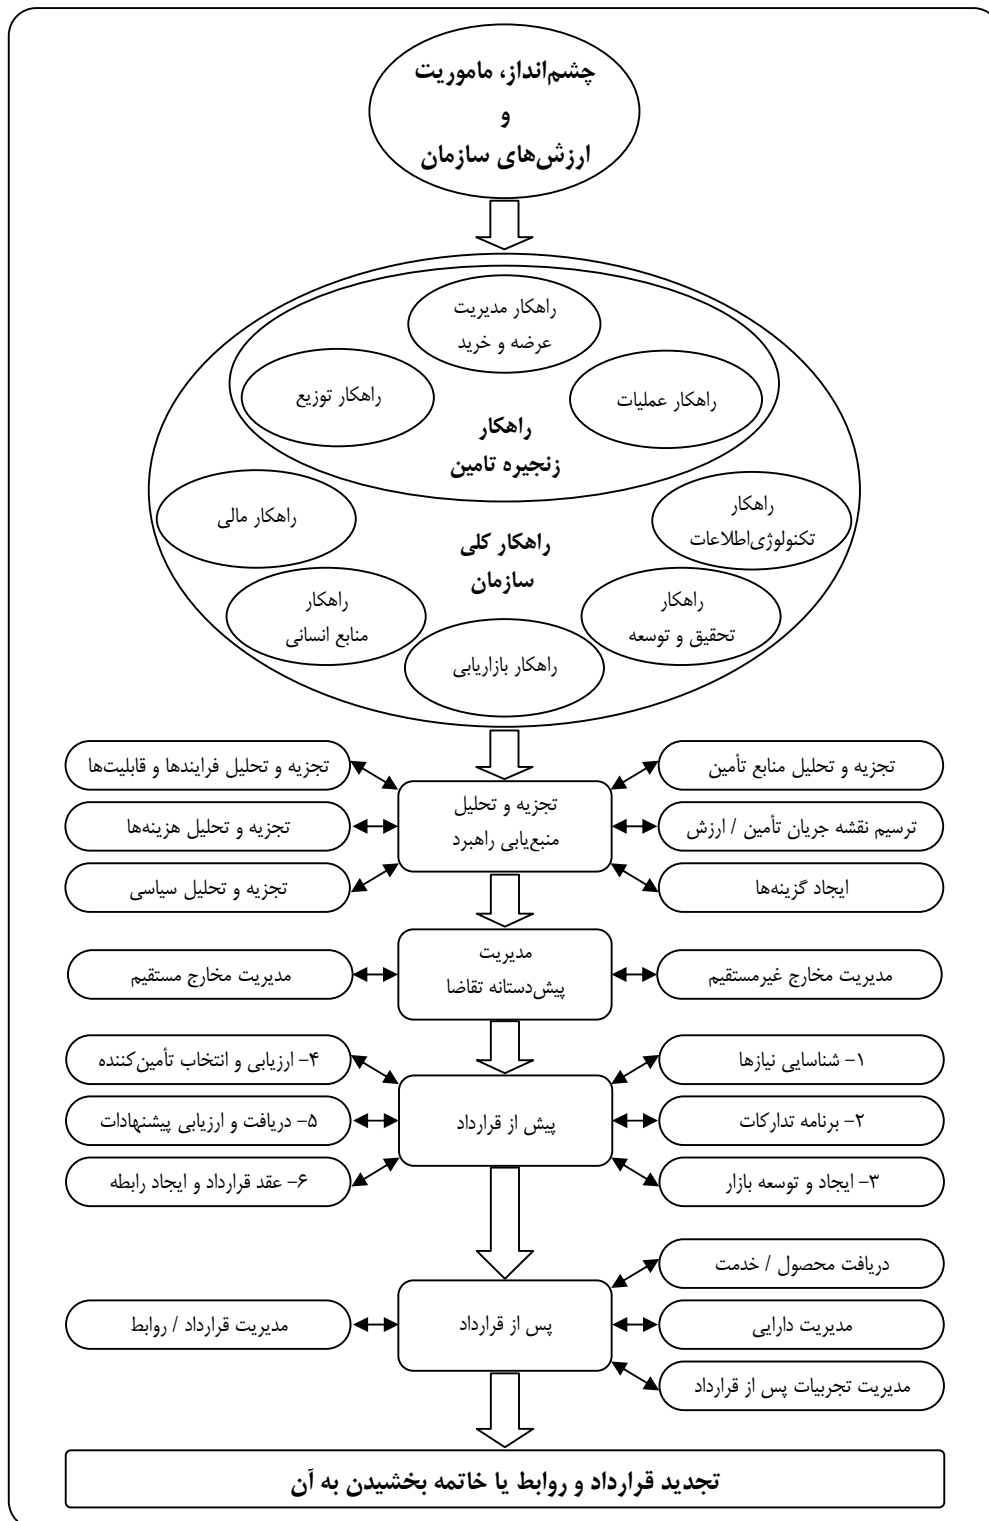 چشم‌انداز، ماموریت
و
ارزش‌های سازمان
راهکار مدیریت
عرضه و خرید
راهکار عملیات
راهکار توزیع
راهکار
زنجیره تامین
راهکار
تکنولوژی‌اطلاعات
راهکار مالی
راهکار کلی
سازمان
راهکار
تحقیق و توسعه
راهکار
منابع انسانی
راهکار بازاریابی
تجزیه و تحلیل منابع تأمین
تجزیه و تحلیل فرایندها و قابلیت‌ها
تجزیه و تحلیل
منبع‌یابی راهبرد
ترسیم نقشه جریان تأمین / ارزش
تجزیه و تحلیل هزینه‌ها
ایجاد گزینه‌ها
تجزیه و تحلیل سیاسی
مدیریت
پیش‌دستانه تقاضا
مدیریت مخارج غیرمستقیم
مدیریت مخارج مستقیم
۱- شناسایی نیازها
۲- برنامه تدارکات
۳- ایجاد و توسعه بازار
پیش از قرارداد
۴- ارزیابی و انتخاب تأمین‌کننده
۵- دریافت و ارزیابی پیشنهادات
۶- عقد قرارداد و ایجاد رابطه
دریافت محصول / خدمت
مدیریت دارایی
مدیریت تجربیات پس از قرارداد
پس از قرارداد
مدیریت قرارداد / روابط
تجدید قرارداد و روابط یا خاتمه بخشیدن به آن